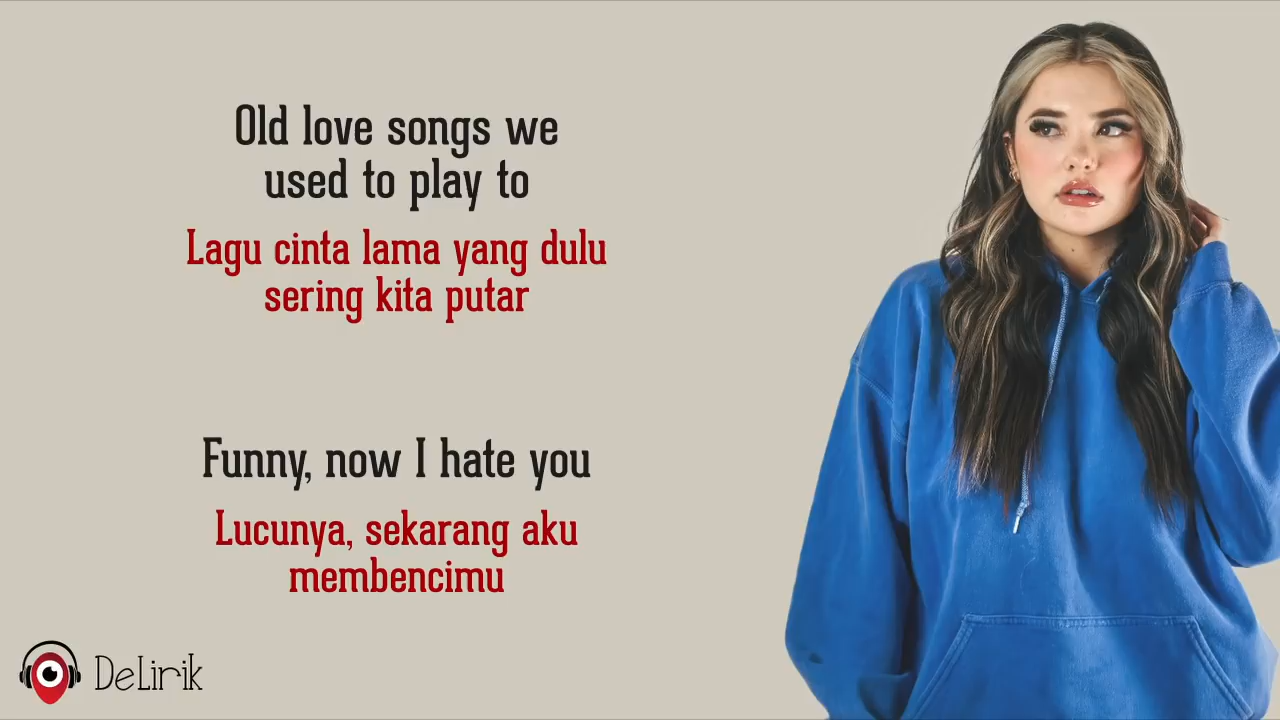 Old love songs we
used to play to
Lagu cinta lama yang dulu
sering kita putar
Funny, now I hate you
Lucunya, sekarang aku
membencimu
DeLirik